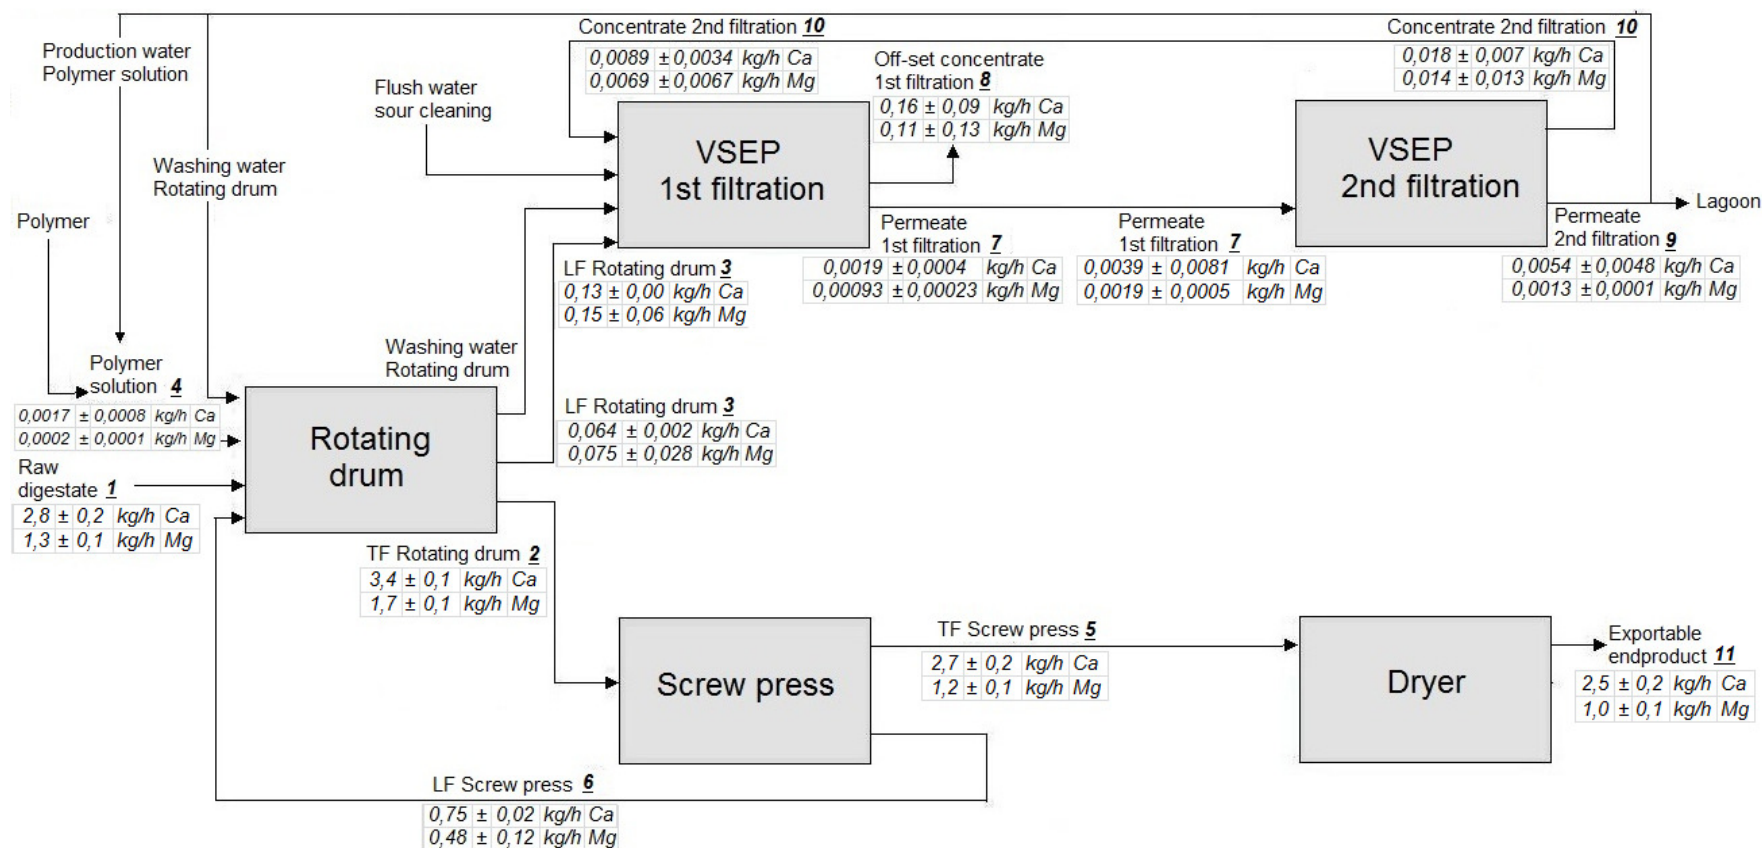 Production water
Polymer solution
Concentrate 2nd filtration 10
0,0089 ± 0,0034 kg/h Ca
0,0069 ± 0,0067 kg/h Mg
Off-set concentrate
1st filtration 8
0,16 ± 0,09 kg/h Ca
0,11 ± 0,13 kg/h Mg
Concentrate 2nd filtration 10
0,018 ± 0,007 kg/h Ca
0,014 ± 0,013 kg/h Mg
Flush water
sour cleaning
Washing water
Rotating drum
VSEP
1st filtration
VSEP
2nd filtration
Lagoon
Polymer
Permeate
1st filtration 7
0,0019 ± 0,0004 kg/h Ca
0,00093 ± 0,00023 kg/h Mg
Permeate
1st filtration 7
0,0039 ± 0,0081 kg/h Ca
0,0019 ± 0,0005 kg/h Mg
Permeate
2nd filtration 9
0,0054 ± 0,0048 kg/h Ca
0,0013 ± 0,0001 kg/h Mg
LF Rotating drum 3
0,13 ± 0,00 kg/h Ca
0,15 ± 0,06 kg/h Mg
Washing water
Rotating drum
Polymer
solution 4
0,0017 ± 0,0008 kg/h Ca
0,0002 ± 0,0001 kg/h Mg
LF Rotating drum 3
0,064 ± 0,002 kg/h Ca
0,075 ± 0,028 kg/h Mg
Rotating
drum
Raw
digestate 1
2,8 ± 0,2 kg/h Ca
1,3 ± 0,1 kg/h Mg
TF Rotating drum 2
3,4 ± 0,1 kg/h Ca
1,7 ± 0,1 kg/h Mg
Screw press
TF Screw press 5
2,7 ± 0,2 kg/h Ca
1,2 ± 0,1 kg/h Mg
Dryer
Exportable
endproduct 11
2,5 ± 0,2 kg/h Ca
1,0 ± 0,1 kg/h Mg
LF Screw press 6
0,75 ± 0,02 kg/h Ca
0,48 ± 0,12 kg/h Mg